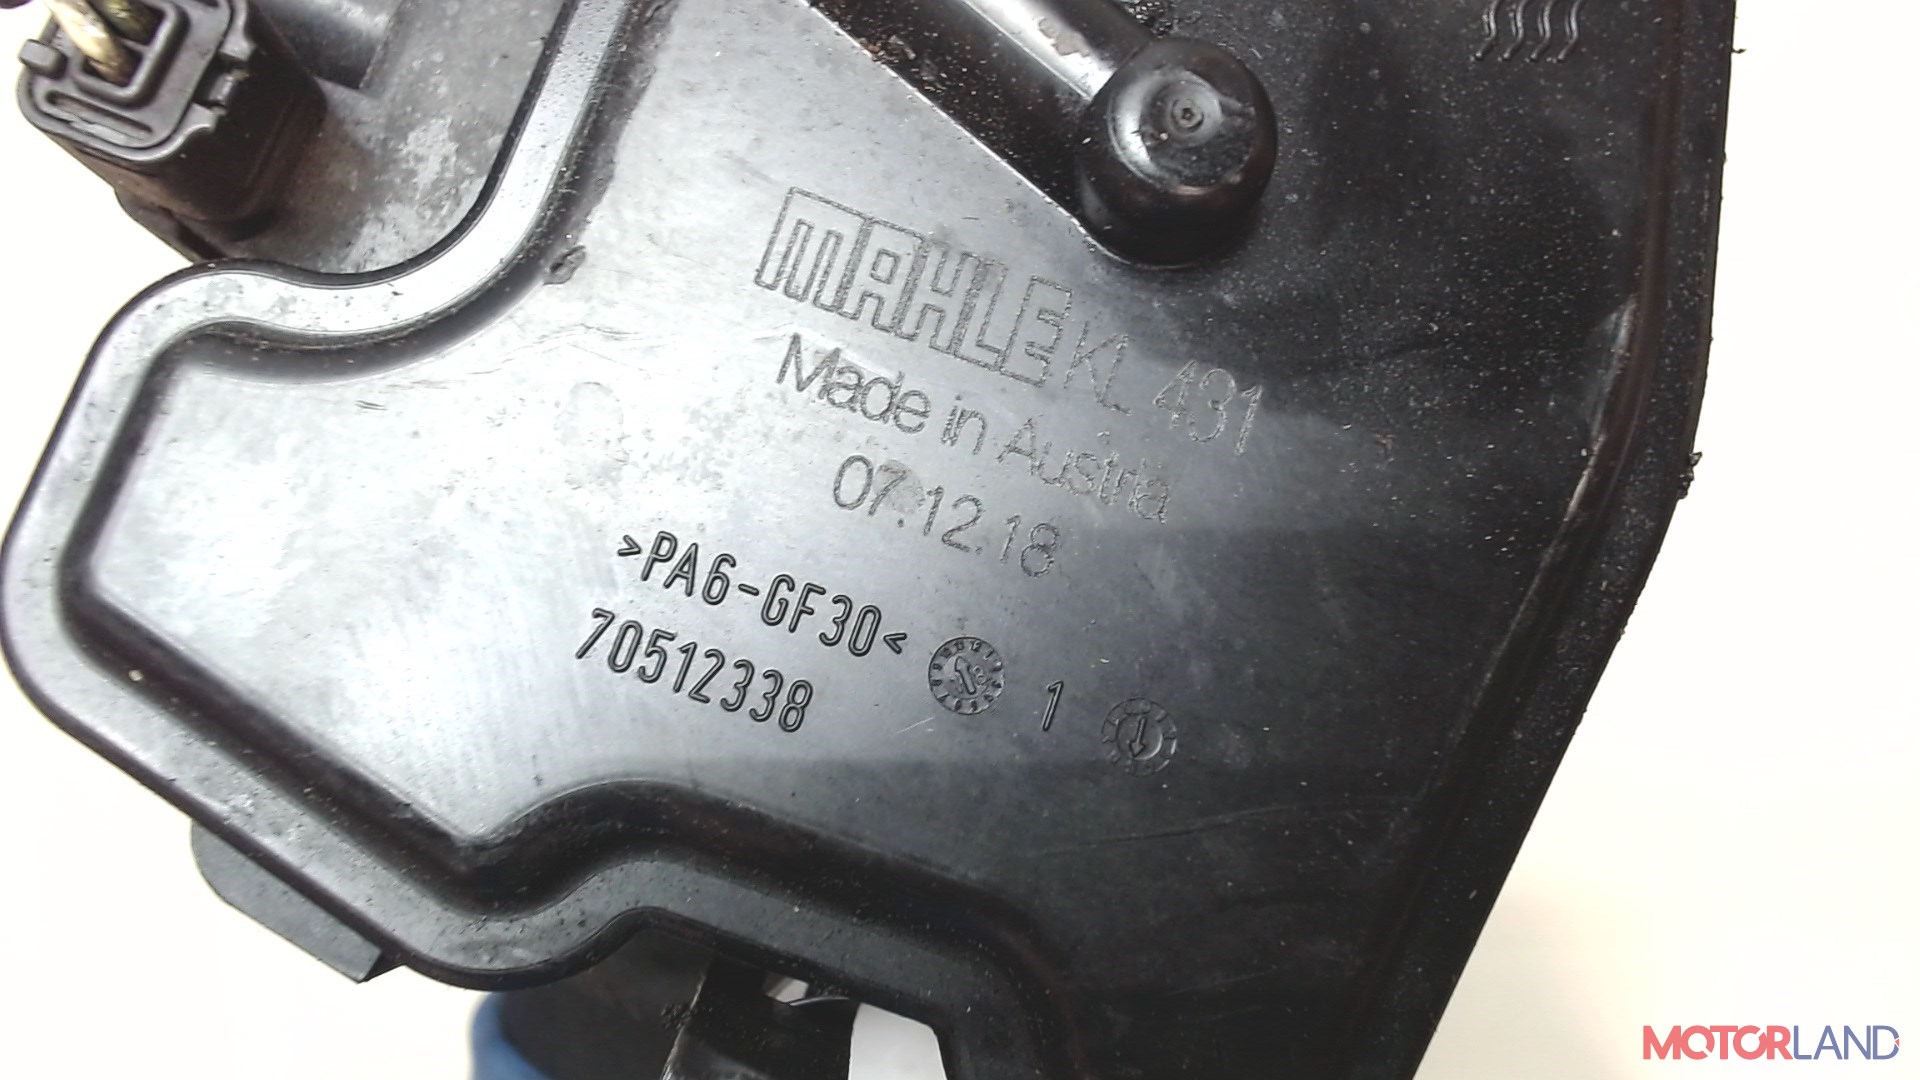 MAHLE KL 431
Made in Austria
07.12.18
>PA6-GF30<
70512338
1
MOTORLAND